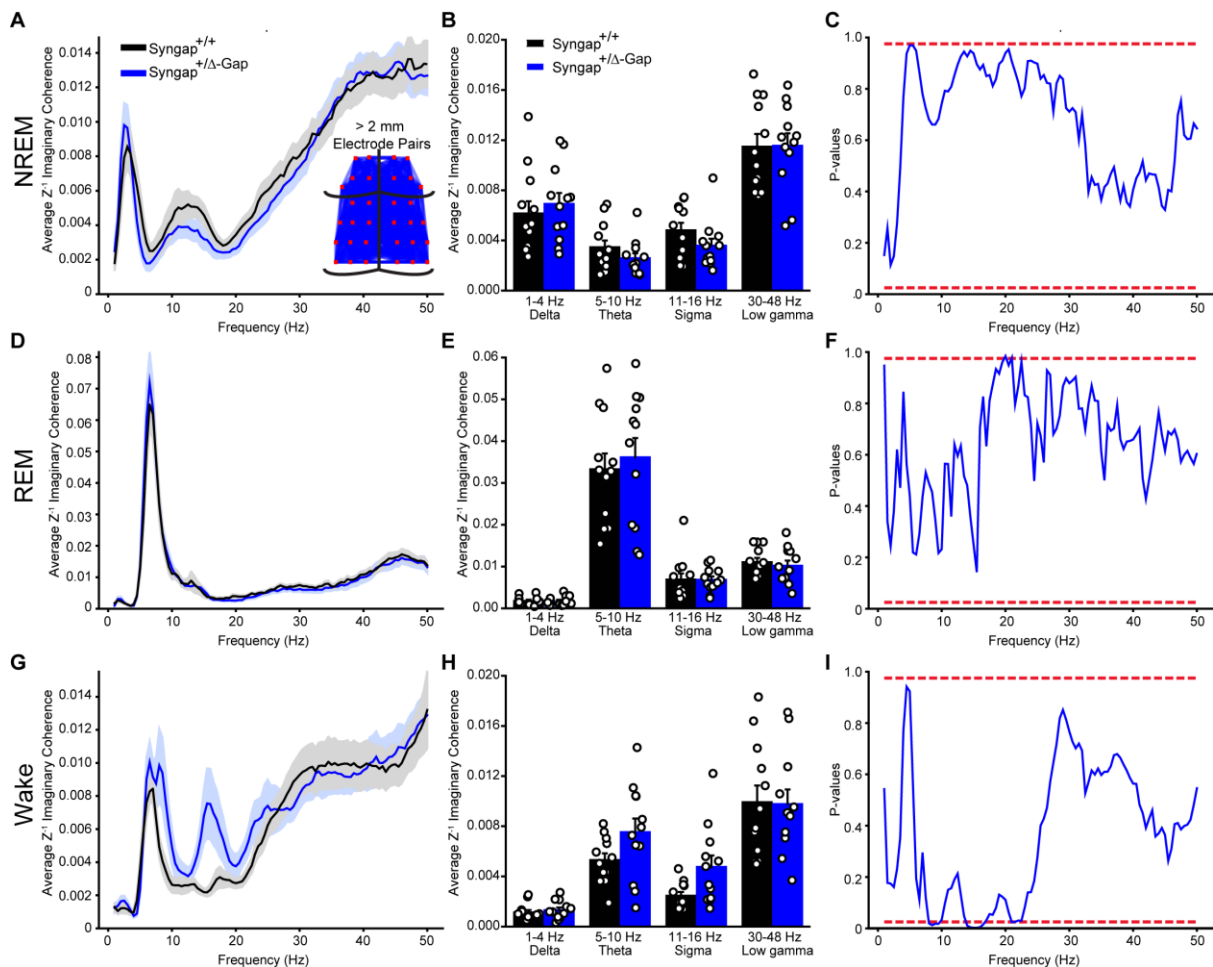 A
NREM
Average Z-1 Imaginary Coherence
0.014
0.012
0.010
0.008
0.006
0.004
0.002
0
Syngap+/+
Syngap+/Δ-Gap
> 2 mm
Electrode Pairs
0 10 20 30 40 50
Frequency (Hz)
B
Average Z-1 Imaginary Coherence
0.020
0.016
0.012
0.008
0.004
0.000
Syngap+/+
Syngap+/Δ-Gap
1-4 Hz 5-10 Hz 11-16 Hz 30-48 Hz
Delta Theta Sigma Low gamma
C
P-values
1.0
0.8
0.6
0.4
0.2
.0
0 10 20 30 40 50
Frequency (Hz)
D
REM
Average Z-1 Imaginary Coherence
0.08
0.07
0.06
0.05
0.04
0.03
0.02
0.01
0
0 10 20 30 40 50
Frequency (Hz)
E
Average Z-1 Imaginary Coherence
0.06
0.05
0.04
0.03
0.02
0.01
0.00
1-4 Hz 5-10 Hz 11-16 Hz 30-48 Hz
Delta Theta Sigma Low gamma
F
P-values
1.0
0.8
0.6
0.4
0.2
0
0 10 20 30 40 50
Frequency (Hz)
G
Wake
Average Z-1 Imaginary Coherence
0.014
0.012
0.010
0.008
0.006
0.004
0.002
0
0 10 20 30 40 50
Frequency (Hz)
H
Average Z-1 Imaginary Coherence
0.020
0.016
0.012
0.008
0.004
0.000
1-4 Hz 5-10 Hz 11-16 Hz 30-48 Hz
Delta Theta Sigma Low gamma
I
P-values
1.0
0.8
0.6
0.4
0.2
0
0 10 20 30 40 50
Frequency (Hz)